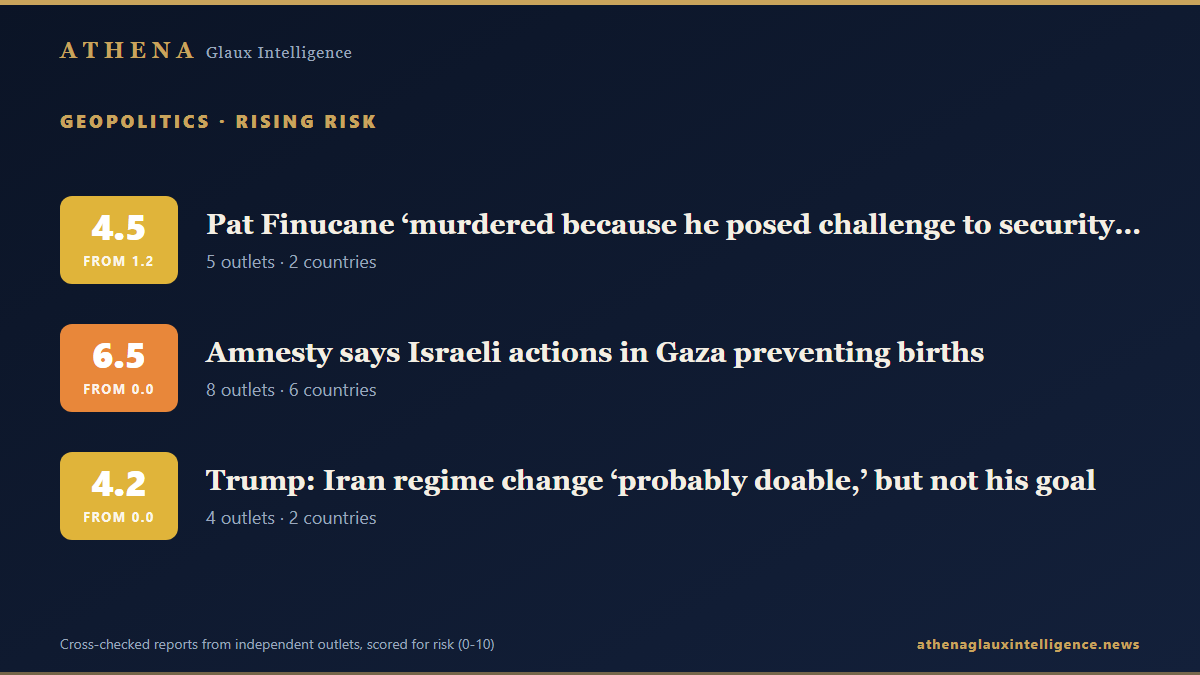 ATHENA Glaux Intelligence
GEOPOLITICS · RISING RISK
4.5
FROM 1.2
Pat Finucane ‘murdered because he posed challenge to security…
5 outlets · 2 countries
6.5
FROM 0.0
Amnesty says Israeli actions in Gaza preventing births
8 outlets · 6 countries
4.2
FROM 0.0
Trump: Iran regime change ‘probably doable,’ but not his goal
4 outlets · 2 countries
Cross-checked reports from independent outlets, scored for risk (0-10)
athenaglauxintelligence.news